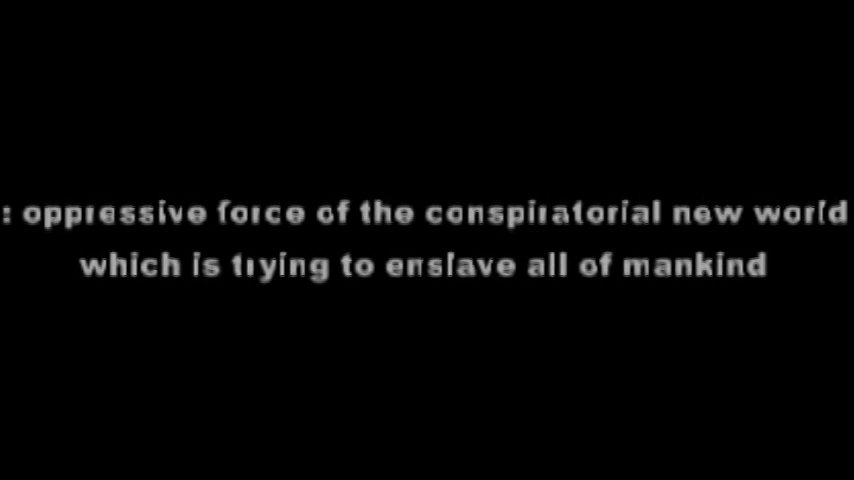 : oppressive force of the conspiratorial new world
which is trying to enslave all of mankind